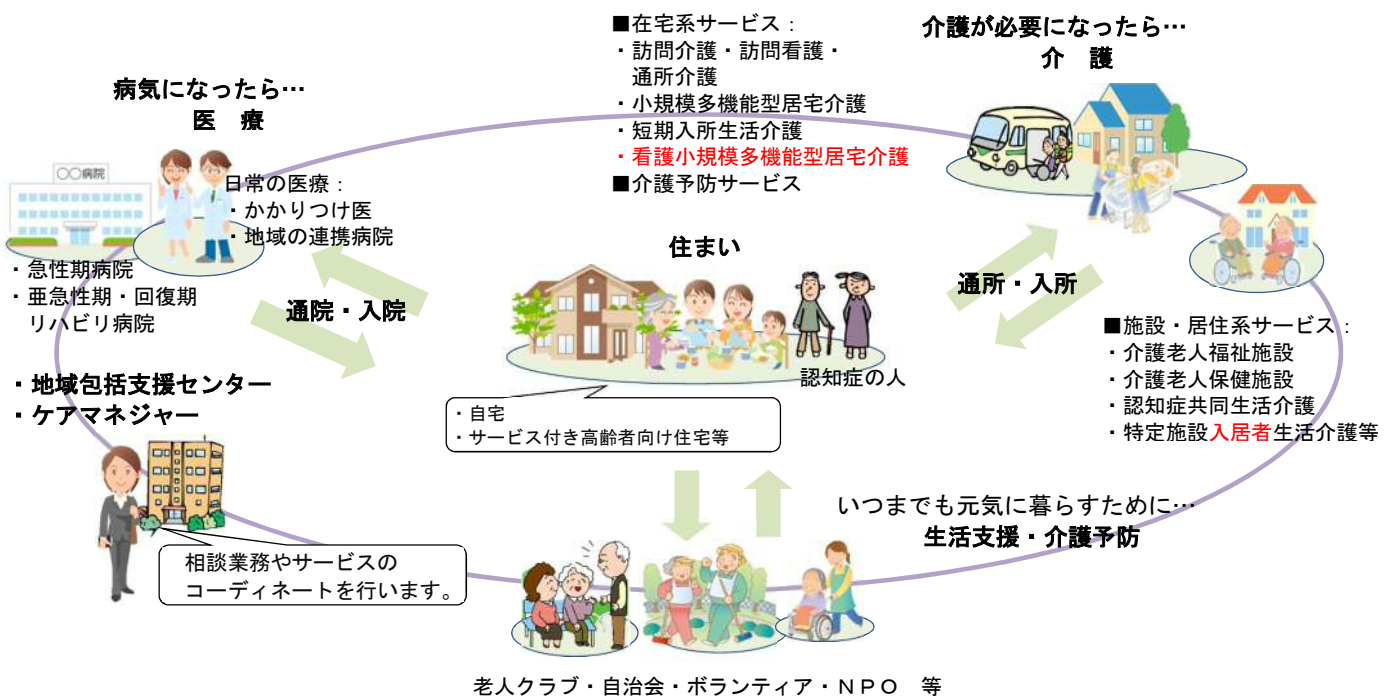 病気になったら…
医　療
〇〇病院
日常の医療：
・かかりつけ医
・地域の連携病院
・急性期病院
・亜急性期・回復期
リハビリ病院
通院・入院
■在宅系サービス：
・訪問介護・訪問看護・
通所介護
・小規模多機能型居宅介護
・短期入所生活介護
・看護小規模多機能型居宅介護
■介護予防サービス
介護が必要になったら…
介　護
住まい
認知症の人
・自宅
・サービス付き高齢者向け住宅等
通所・入所
■施設・居住系サービス：
・介護老人福祉施設
・介護老人保健施設
・認知症共同生活介護
・特定施設入居者生活介護等
・地域包括支援センター
・ケアマネジャー
相談業務やサービスの
コーディネートを行います。
いつまでも元気に暮らすために…
生活支援・介護予防
老人クラブ・自治会・ボランティア・ＮＰＯ　等